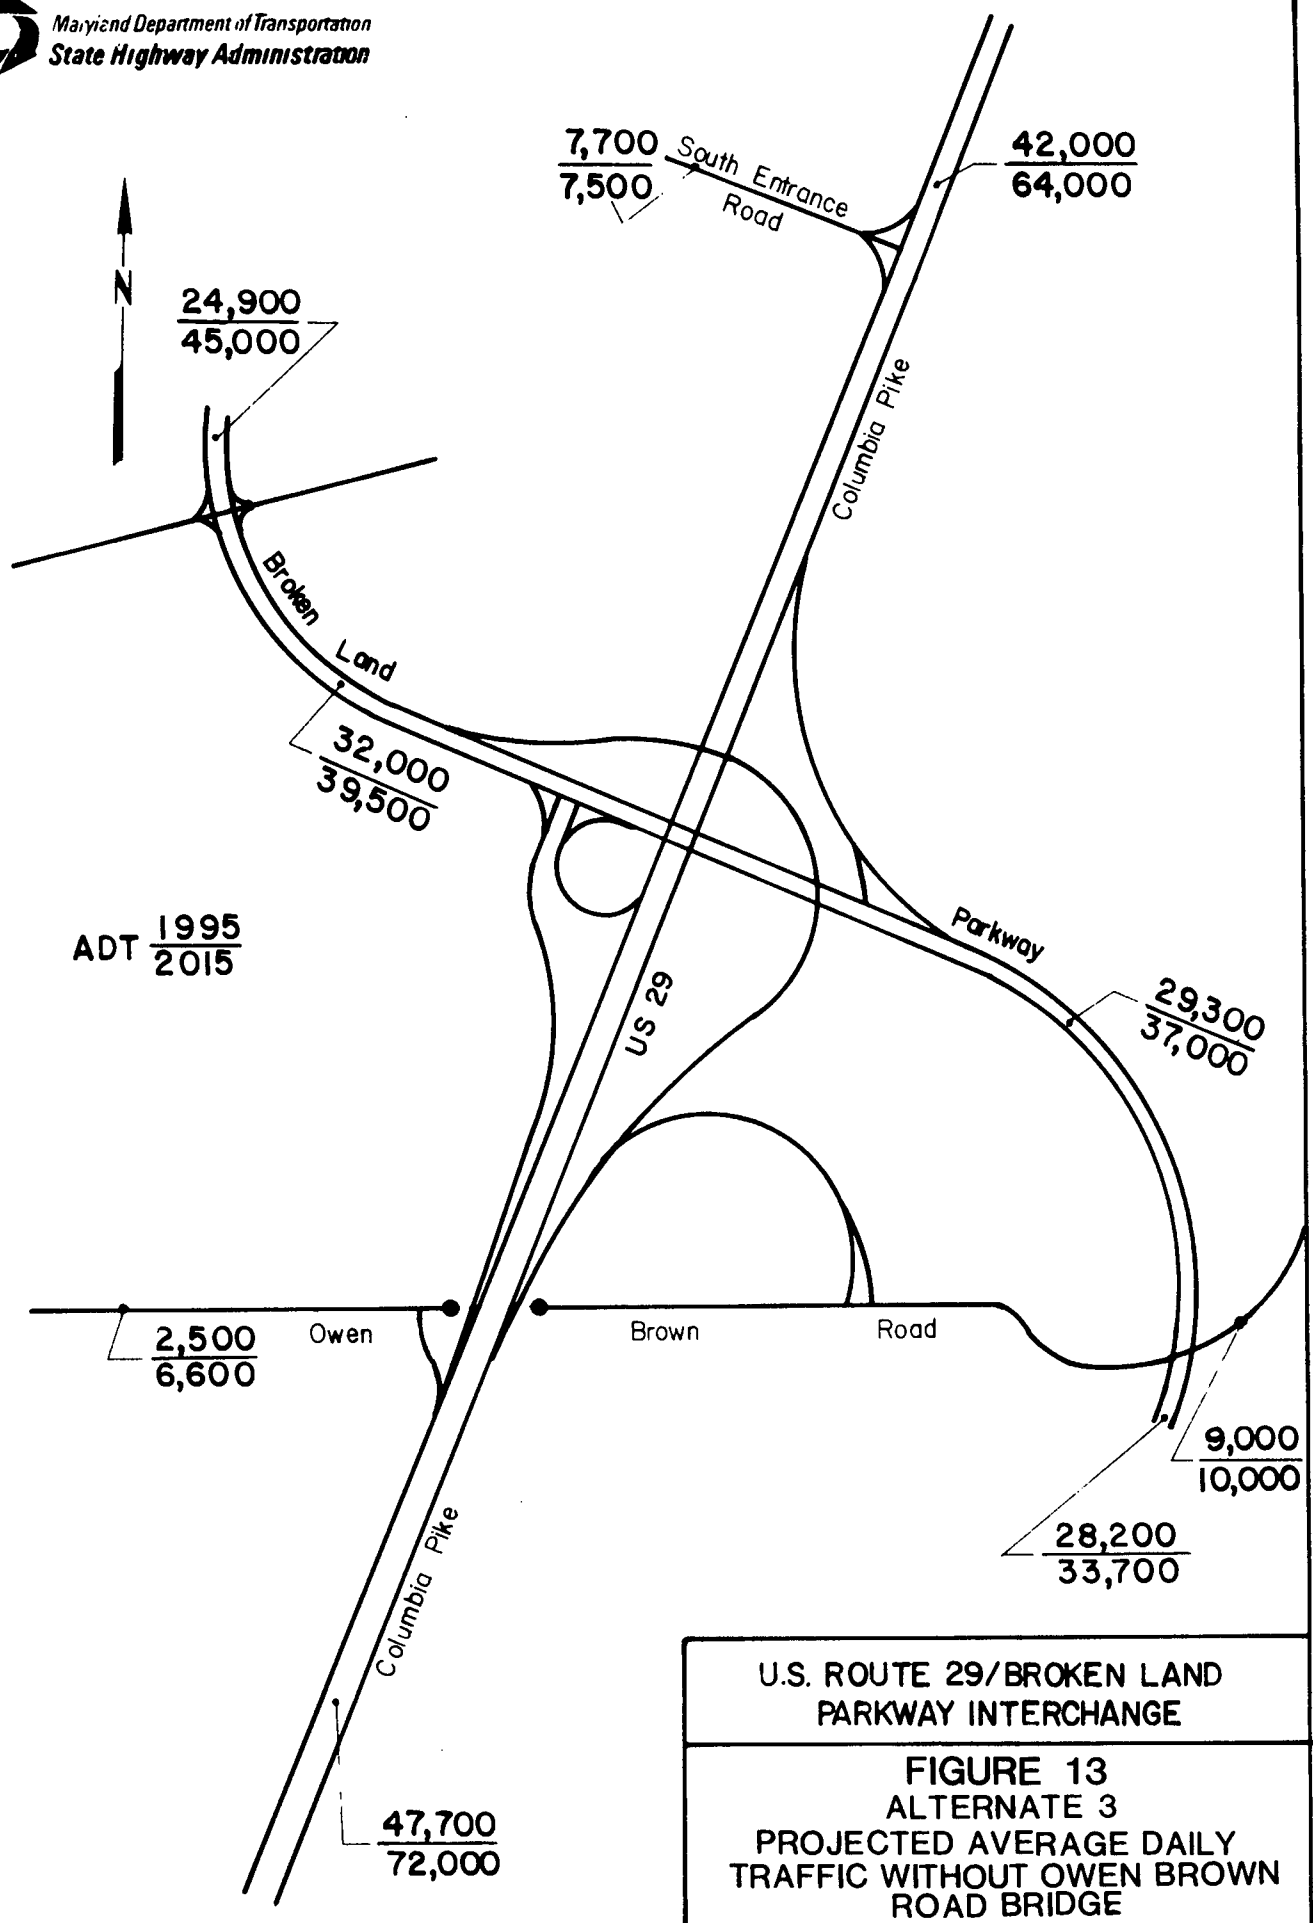 Maryland Department of Transportation
State Highway Administration
7,700
7,500
South Entrance
Road
42,000
64,000
N
24,900
45,000
Columbia Pike
Broken
Land
32,000
39,500
ADT 1995
2015
Parkway
US 29
29,300
37,000
2,500
6,600
Owen
Brown
Road
9,000
10,000
28,200
33,700
Columbia Pike
47,700
72,000
U.S. ROUTE 29/BROKEN LAND
PARKWAY INTERCHANGE
FIGURE 13
ALTERNATE 3
PROJECTED AVERAGE DAILY
TRAFFIC WITHOUT OWEN BROWN
ROAD BRIDGE